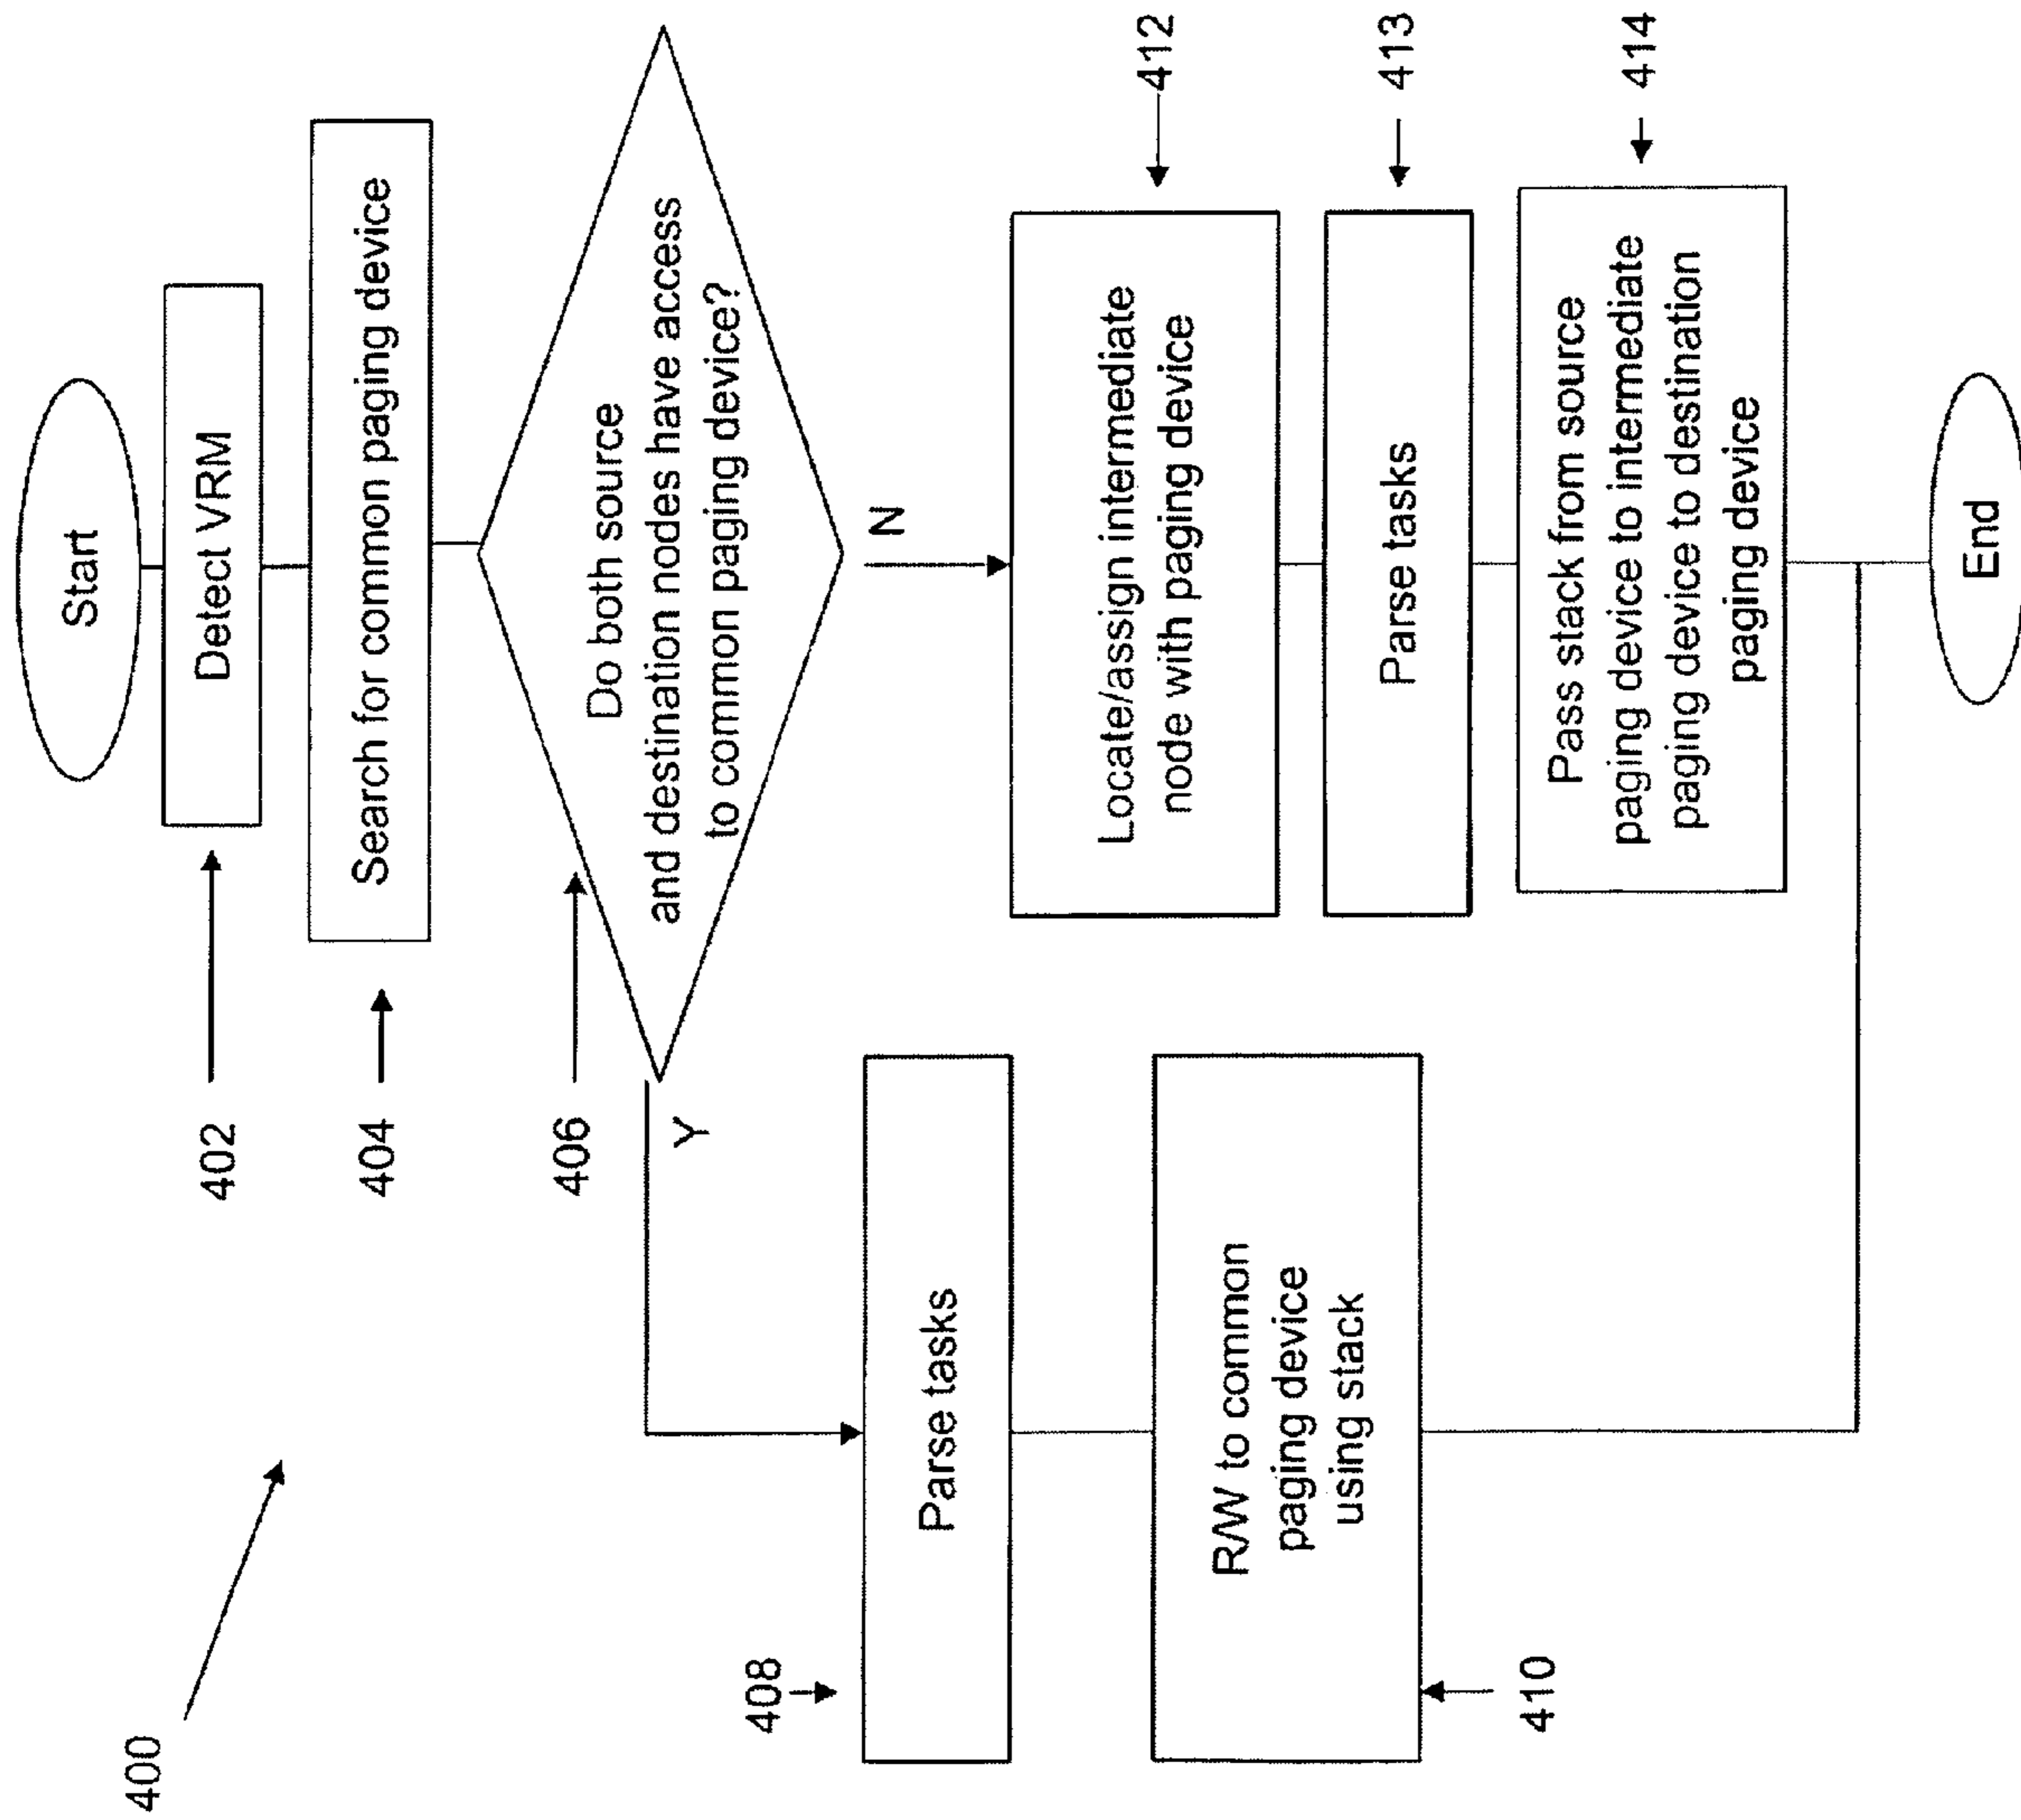 400
Start
402
Detect VRM
404
Search for common paging device
406
Do both source
and destination nodes have access
to common paging device?
Y
N
408
Parse tasks
R/W to common
paging device
using stack
410
Locate/assign intermediate
node with paging device
412
Parse tasks
413
Pass stack from source
paging device to intermediate
paging device to destination
paging device
414
End